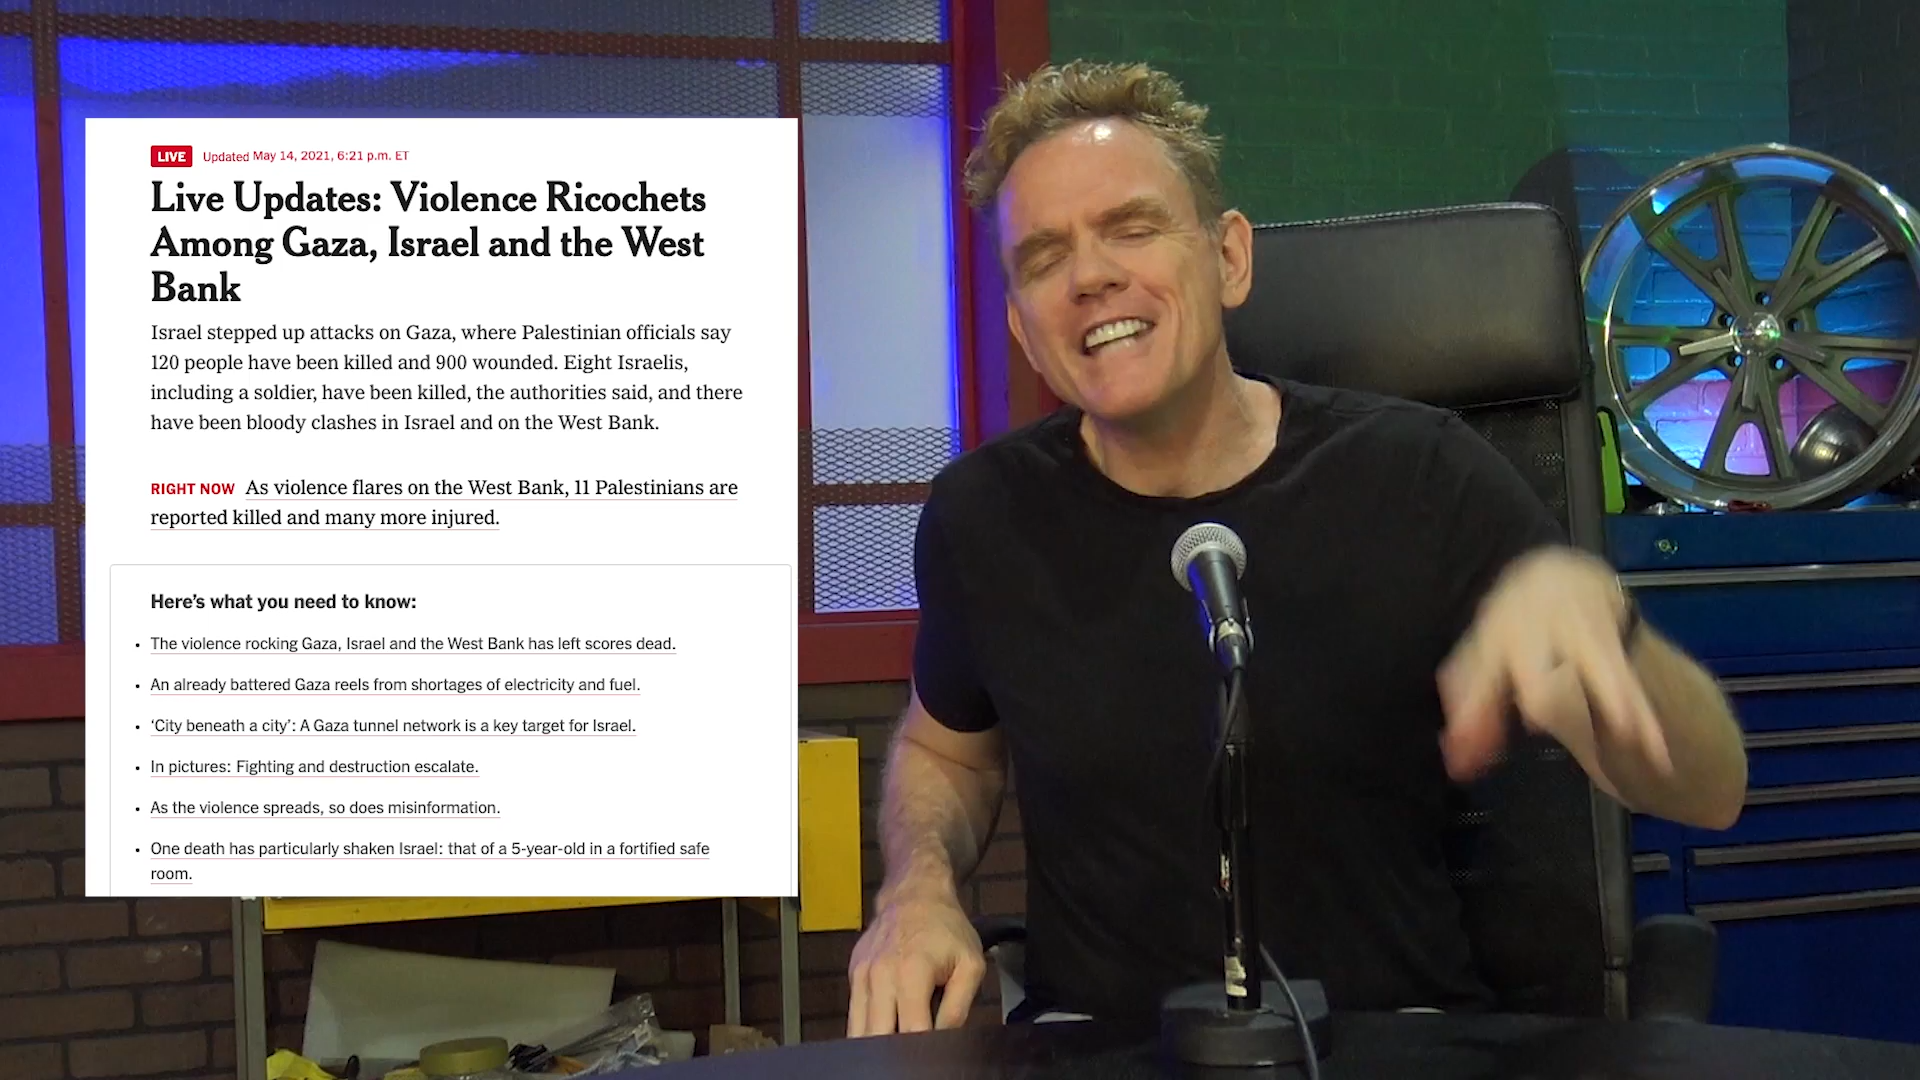 LIVE Updated May 14, 2021, 6:21 p.m. ET
Live Updates: Violence Ricochets
Among Gaza, Israel and the West
Bank
Israel stepped up attacks on Gaza, where Palestinian officials say
120 people have been killed and 900 wounded. Eight Israelis,
including a soldier, have been killed, the authorities said, and there
have been bloody clashes in Israel and on the West Bank.
RIGHT NOW As violence flares on the West Bank, 11 Palestinians are
reported killed and many more injured.
Here’s what you need to know:
• The violence rocking Gaza, Israel and the West Bank has left scores dead.
• An already battered Gaza reels from shortages of electricity and fuel.
• ‘City beneath a city’: A Gaza tunnel network is a key target for Israel.
• In pictures: Fighting and destruction escalate.
• As the violence spreads, so does misinformation.
• One death has particularly shaken Israel: that of a 5-year-old in a fortified safe
room.